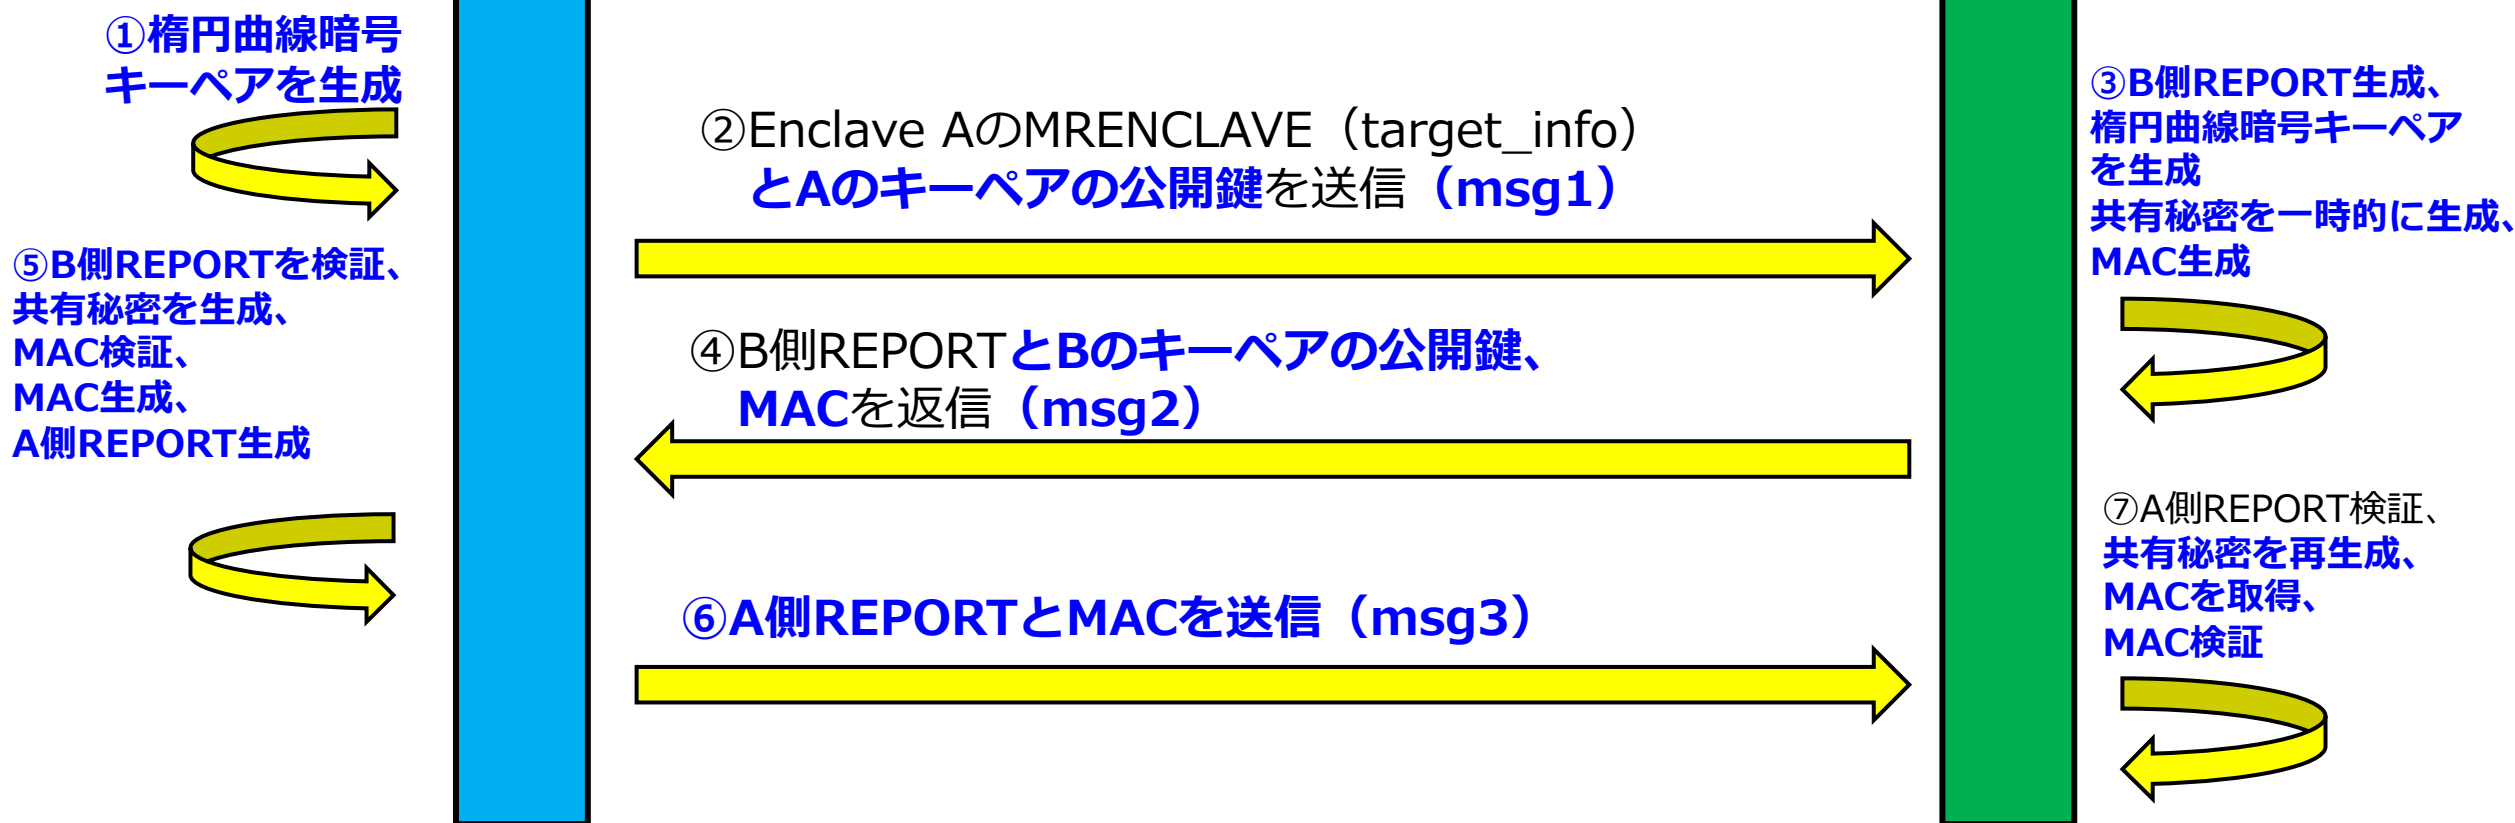 ①楕円曲線暗号
キーペアを生成
②Enclave AのMRENCLAVE（target_info）
とAのキーペアの公開鍵を送信（msg1）
③B側REPORT生成、
楕円曲線暗号キーペア
を生成
共有秘密を一時的に生成、
MAC生成
④B側REPORTとBのキーペアの公開鍵、
MACを返信（msg2）
⑤B側REPORTを検証、
共有秘密を生成、
MAC検証、
MAC生成、
A側REPORT生成
⑥A側REPORTとMACを送信（msg3）
⑦A側REPORT検証、
共有秘密を再生成、
MACを取得、
MAC検証